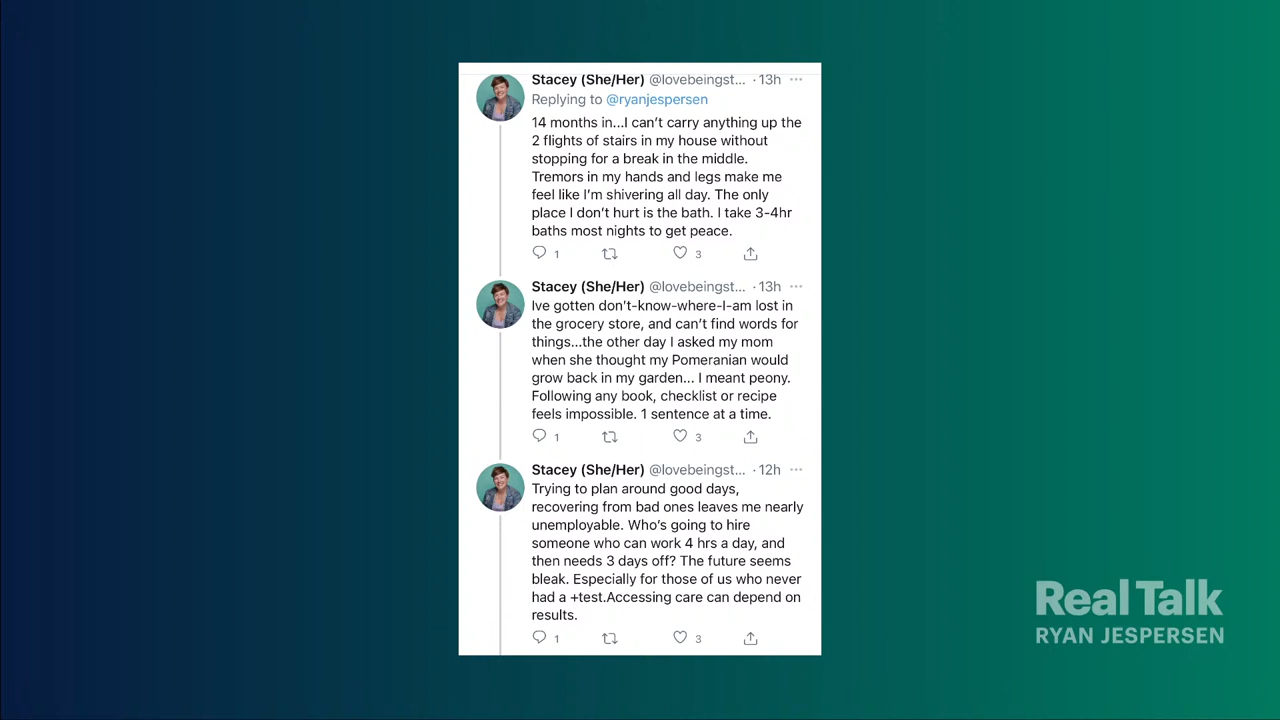 Stacey (She/Her) @lovebeingst... · 13h ···
Replying to @ryanjespersen
14 months in...I can't carry anything up the
2 flights of stairs in my house without
stopping for a break in the middle.
Tremors in my hands and legs make me
feel like I'm shivering all day. The only
place I don't hurt is the bath. I take 3-4hr
baths most nights to get peace.
1 3
Stacey (She/Her) @lovebeingst... · 13h ···
Ive gotten don't-know-where-I-am lost in
the grocery store, and can't find words for
things...the other day I asked my mom
when she thought my Pomeranian would
grow back in my garden... I meant peony.
Following any book, checklist or recipe
feels impossible. 1 sentence at a time.
1 3
Stacey (She/Her) @lovebeingst... · 12h ···
Trying to plan around good days,
recovering from bad ones leaves me nearly
unemployable. Who's going to hire
someone who can work 4 hrs a day, and
then needs 3 days off? The future seems
bleak. Especially for those of us who never
had a +test.Accessing care can depend on
results.
1 3
Real Talk
RYAN JESPERSEN